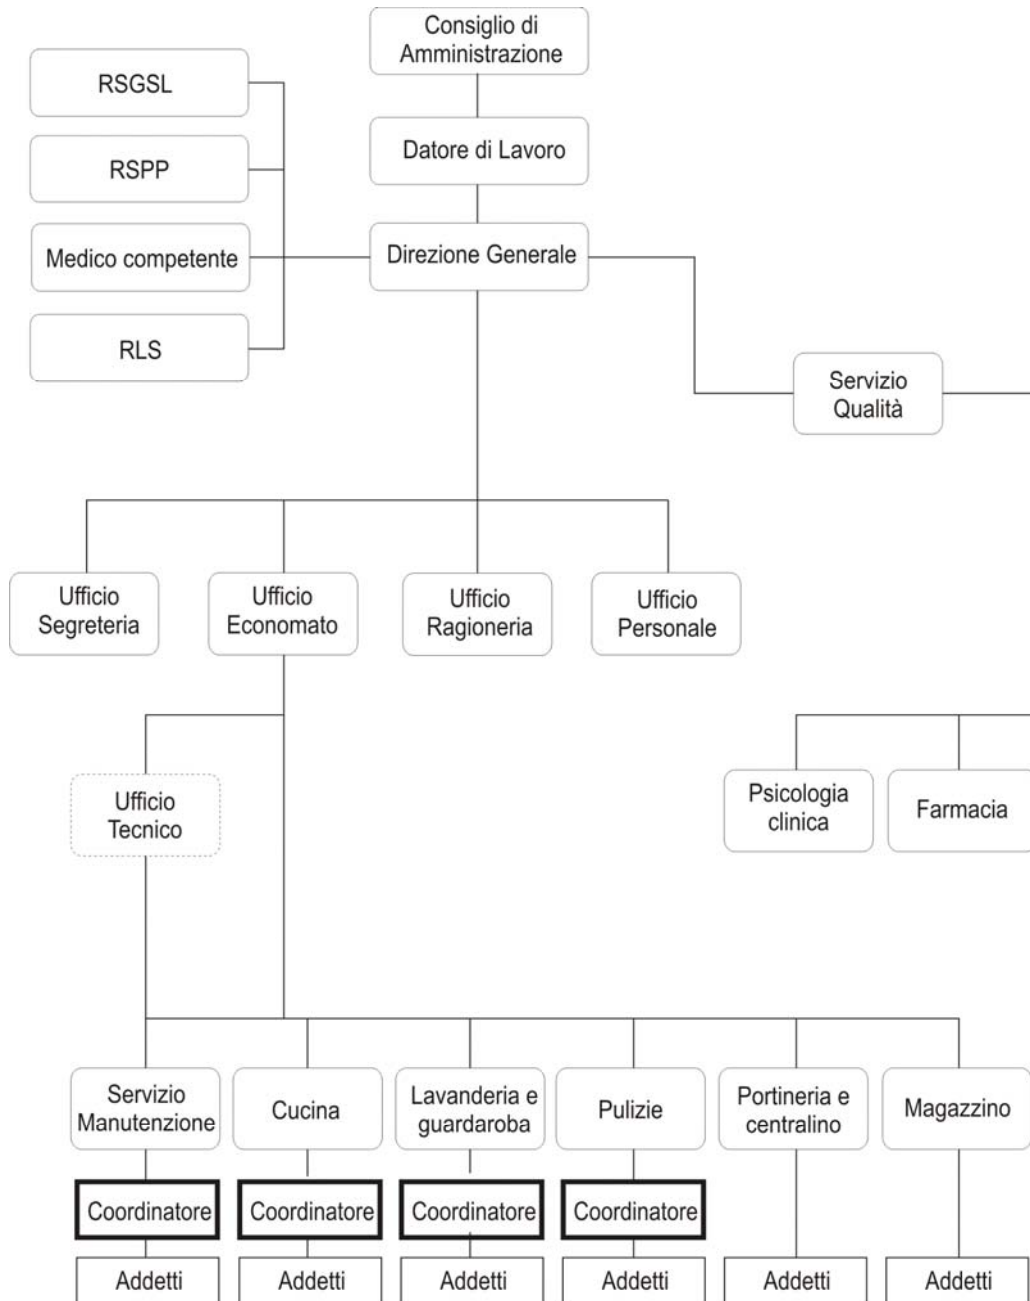 Consiglio di
Amministrazione
RSGSL
Datore di Lavoro
RSPP
Direzione Generale
Medico competente
RLS
Servizio
Qualità
Ufficio
Segreteria
Ufficio
Economato
Ufficio
Ragioneria
Ufficio
Personale
Ufficio
Tecnico
Psicologia
clinica
Farmacia
Servizio
Manutenzione
Cucina
Lavanderia e
guardaroba
Pulizie
Portineria e
centralino
Magazzino
Coordinatore
Coordinatore
Coordinatore
Coordinatore
Addetti
Addetti
Addetti
Addetti
Addetti
Addetti